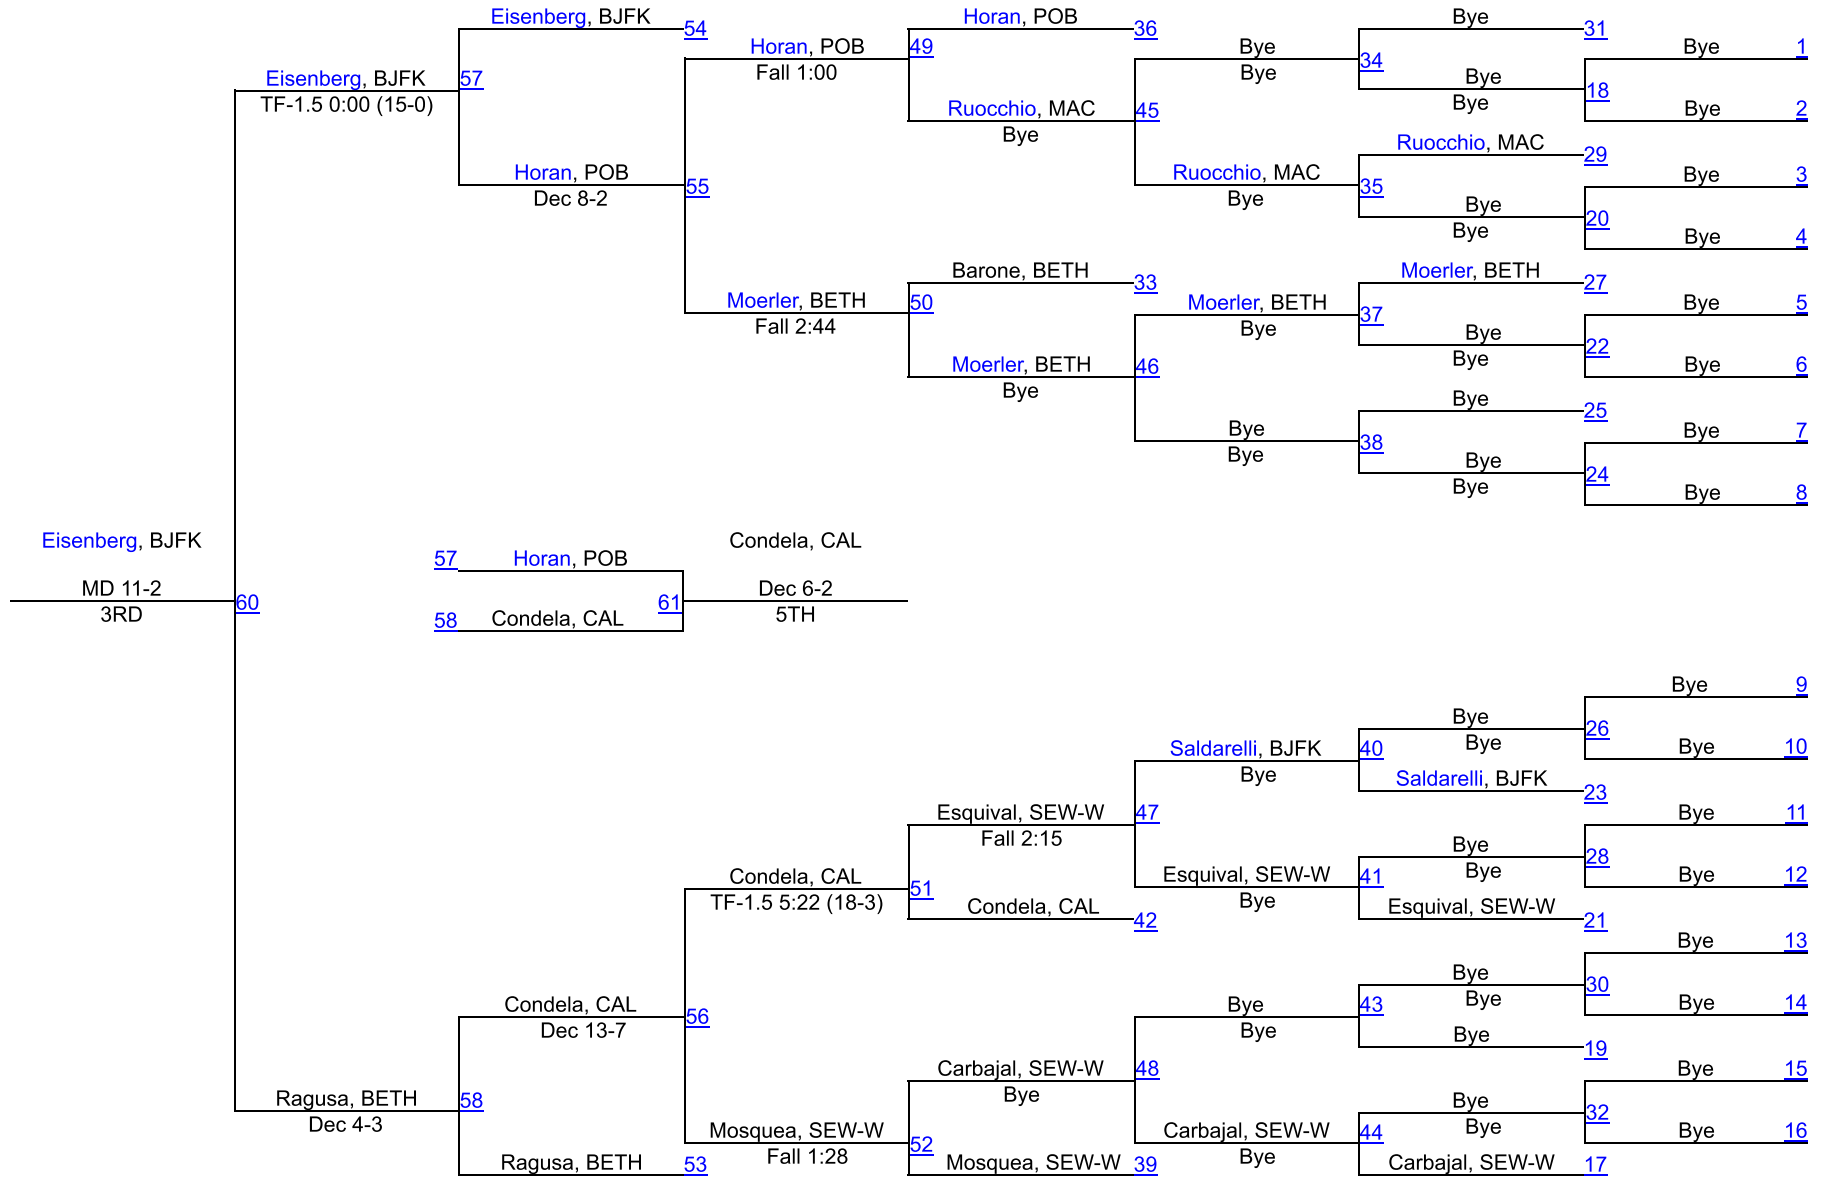 Eisenberg, BJFK
54
Horan, POB
36
Bye
31
Horan, POB
Fall 1:00
49
Bye
Bye
34
Bye
1
Eisenberg, BJFK
TF-1.5 0:00 (15-0)
57
Bye
Bye
18
Bye
2
Ruocchio, MAC
Bye
45
Ruocchio, MAC
29
Horan, POB
Dec 8-2
55
Ruocchio, MAC
Bye
35
Bye
3
Bye
Bye
20
Bye
4
Barone, BETH
33
Moerler, BETH
27
Moerler, BETH
Fall 2:44
50
Moerler, BETH
Bye
37
Bye
5
Bye
Bye
22
Bye
6
Moerler, BETH
Bye
46
Bye
25
Bye
Bye
38
Bye
7
Bye
Bye
24
Bye
8
Eisenberg, BJFK
MD 11-2
3RD
60
57
Horan, POB
58
Condela, CAL
61
Condela, CAL
Dec 6-2
5TH
Bye
9
Bye
Bye
26
Bye
10
Saldarelli, BJFK
Bye
40
Saldarelli, BJFK
23
Esquival, SEW-W
Fall 2:15
47
Bye
11
Bye
Bye
28
Bye
12
Condela, CAL
TF-1.5 5:22 (18-3)
51
Esquival, SEW-W
Bye
41
Condela, CAL
42
Esquival, SEW-W
21
Bye
13
Bye
Bye
30
Bye
14
Condela, CAL
Dec 13-7
56
Bye
Bye
43
Bye
19
Carbajal, SEW-W
Bye
48
Bye
15
Ragusa, BETH
Dec 4-3
58
Bye
Bye
32
Bye
16
Mosquea, SEW-W
Fall 1:28
52
Carbajal, SEW-W
Bye
44
Ragusa, BETH
53
Mosquea, SEW-W
39
Carbajal, SEW-W
17